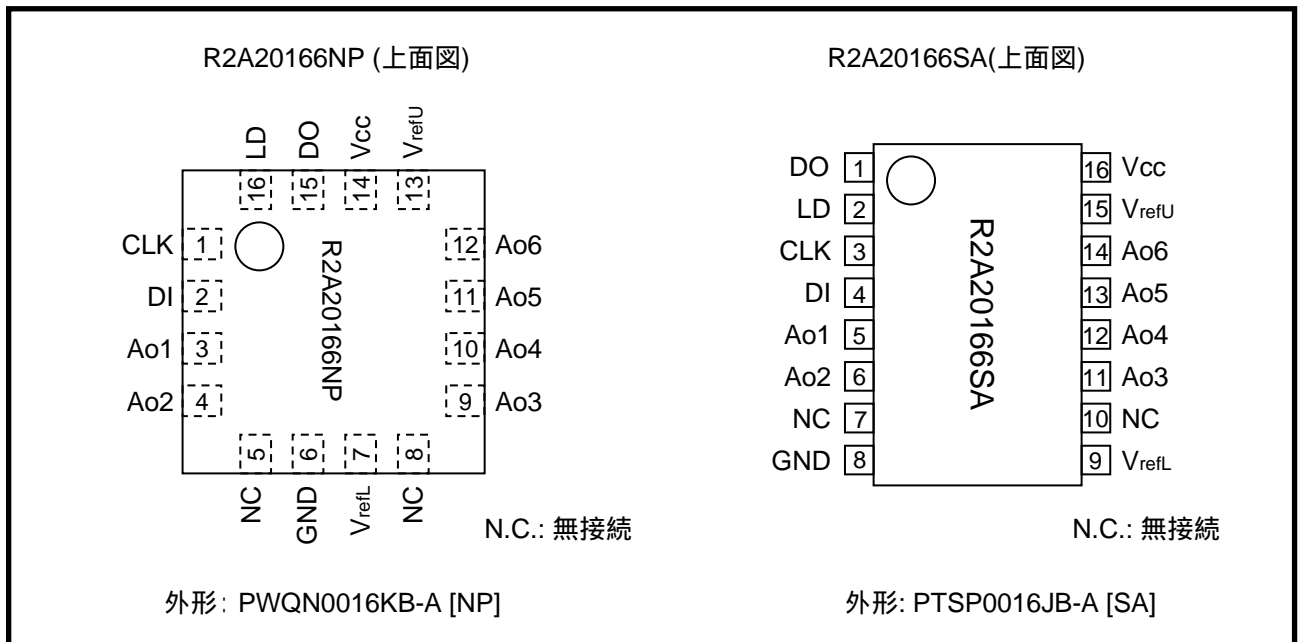 R2A20166NP (上面図)
LD DO Vcc VrefU
16 15 14 13
CLK 1
DI 2
Ao1 3
Ao2 4
R2A20166NP
12 Ao6
11 Ao5
10 Ao4
9 Ao3
5 6 7 8
NC GND VrefL NC
N.C.: 無接続
外形: PWQN0016KB-A [NP]
R2A20166SA(上面図)
DO 1
LD 2
CLK 3
DI 4
Ao1 5
Ao2 6
NC 7
GND 8
R2A20166SA
16 Vcc
15 VrefU
14 Ao6
13 Ao5
12 Ao4
11 Ao3
10 NC
9 VrefL
N.C.: 無接続
外形: PTSP0016JB-A [SA]